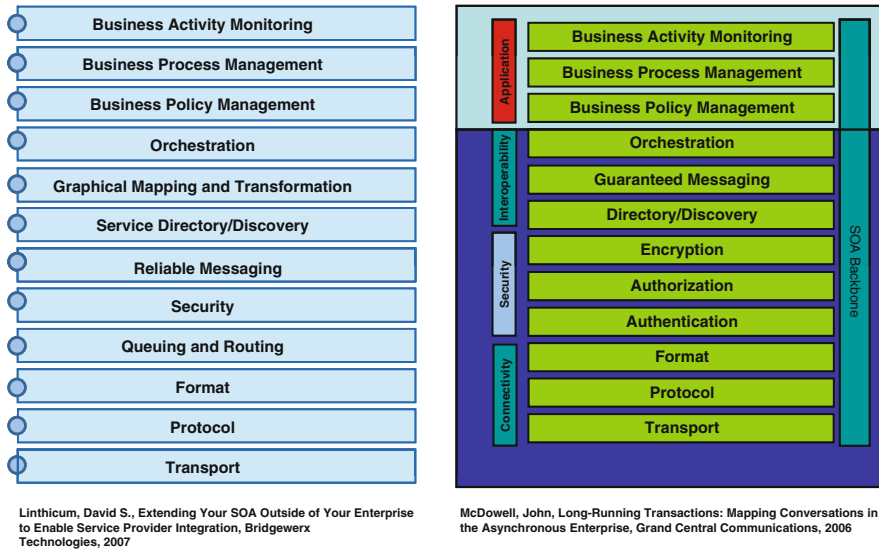 Business Activity Monitoring
Business Process Management
Business Policy Management
Orchestration
Graphical Mapping and Transformation
Service Directory/Discovery
Reliable Messaging
Security
Queuing and Routing
Format
Protocol
Transport
Linthicum, David S., Extending Your SOA Outside of Your Enterprise
to Enable Service Provider Integration, Bridgewerx
Technologies, 2007
Application
Business Activity Monitoring
Business Process Management
Business Policy Management
Interoperability
Orchestration
Guaranteed Messaging
Directory/Discovery
Security
Encryption
Authorization
Authentication
Connectivity
Format
Protocol
Transport
SOA Backbone
McDowell, John, Long-Running Transactions: Mapping Conversations in
the Asynchronous Enterprise, Grand Central Communications, 2006